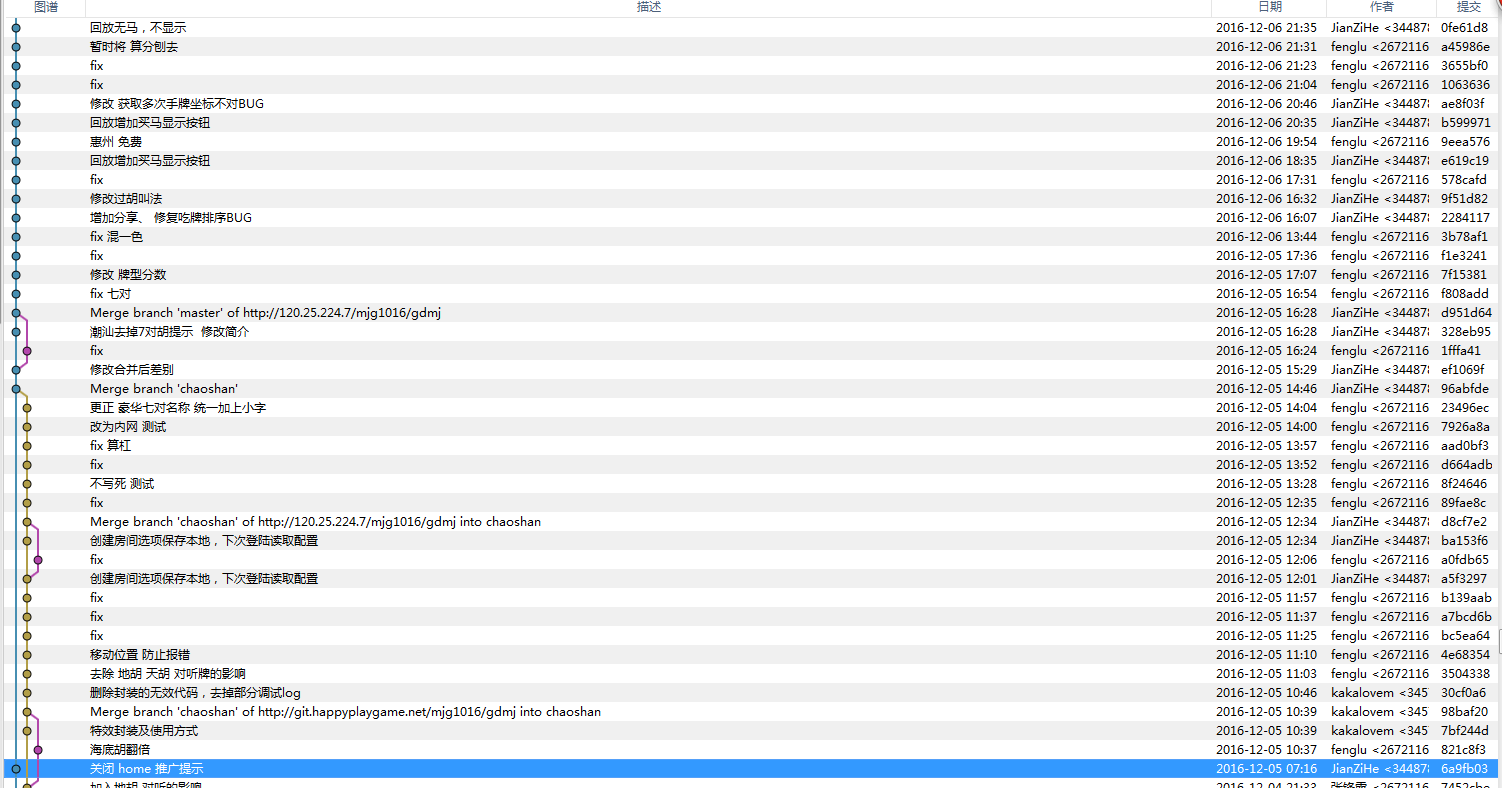 图谱 描述 日期 作者 提交
回放无马，不显示 2016-12-06 21:35 JianZiHe <344878 0fe61d8
暂时将 算分刨去 2016-12-06 21:31 fenglu <2672116 a45986e
fix 2016-12-06 21:23 fenglu <2672116 3655bf0
fix 2016-12-06 21:04 fenglu <2672116 1063636
修改 获取多次手牌坐标不对BUG 2016-12-06 20:46 JianZiHe <344878 ae8f03f
回放增加买马显示按钮 2016-12-06 20:35 JianZiHe <344878 b599971
惠州 免费 2016-12-06 19:54 fenglu <2672116 9eea576
回放增加买马显示按钮 2016-12-06 18:35 JianZiHe <344878 e619c19
fix 2016-12-06 17:31 fenglu <2672116 578cafd
修改过胡叫法 2016-12-06 16:32 JianZiHe <344878 9f51d82
增加分享、 修复吃牌排序BUG 2016-12-06 16:07 JianZiHe <344878 2284117
fix 混一色 2016-12-06 13:44 fenglu <2672116 3b78af1
fix 2016-12-05 17:36 fenglu <2672116 f1e3241
修改 牌型分数 2016-12-05 17:07 fenglu <2672116 7f15381
fix 七对 2016-12-05 16:54 fenglu <2672116 f808add
Merge branch 'master' of http://120.25.224.7/mjg1016/gdmj 2016-12-05 16:28 JianZiHe <344878 d951d64
潮汕去掉7对胡提示 修改简介 2016-12-05 16:28 JianZiHe <344878 328eb95
fix 2016-12-05 16:24 fenglu <2672116 1fffa41
修改合并后差别 2016-12-05 15:29 JianZiHe <344878 ef1069f
Merge branch 'chaoshan' 2016-12-05 14:46 JianZiHe <344878 96abfde
更正 豪华七对名称 统一加上小字 2016-12-05 14:04 fenglu <2672116 23496ec
改为内网 测试 2016-12-05 14:00 fenglu <2672116 7926a8a
fix 算杠 2016-12-05 13:57 fenglu <2672116 aad0bf3
fix 2016-12-05 13:52 fenglu <2672116 d664adb
不写死 测试 2016-12-05 13:28 fenglu <2672116 8f24646
fix 2016-12-05 12:35 fenglu <2672116 89fae8c
Merge branch 'chaoshan' of http://120.25.224.7/mjg1016/gdmj into chaoshan 2016-12-05 12:34 JianZiHe <344878 d8cf7e2
创建房间选项保存本地，下次登陆读取配置 2016-12-05 12:34 JianZiHe <344878 ba153f6
fix 2016-12-05 12:06 fenglu <2672116 a0fdb65
创建房间选项保存本地，下次登陆读取配置 2016-12-05 12:01 JianZiHe <344878 a5f3297
fix 2016-12-05 11:57 fenglu <2672116 b139aab
fix 2016-12-05 11:37 fenglu <2672116 a7bcd6b
fix 2016-12-05 11:25 fenglu <2672116 bc5ea64
移动位置 防止报错 2016-12-05 11:10 fenglu <2672116 4e68354
去除 地胡 天胡 对听牌的影响 2016-12-05 11:03 fenglu <2672116 3504338
删除封装的无效代码，去掉部分调试log 2016-12-05 10:46 kakalovem <345 30cf0a6
Merge branch 'chaoshan' of http://git.happyplaygame.net/mjg1016/gdmj into chaoshan 2016-12-05 10:39 kakalovem <345 98baf20
特效封装及使用方式 2016-12-05 10:39 kakalovem <345 7bf244d
海底胡翻倍 2016-12-05 10:37 fenglu <2672116 821c8f3
关闭 home 推广提示 2016-12-05 07:16 JianZiHe <344878 6a9fb03
加入地胡 对听的影响 2016-12-04 21:33